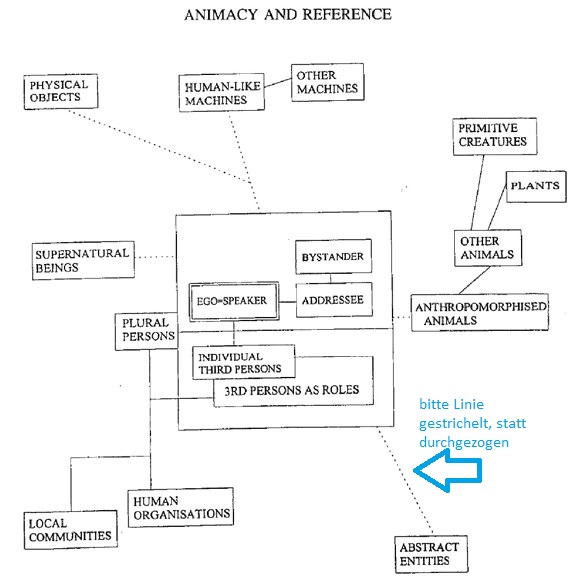 ANIMACY AND REFERENCE
PHYSICAL
OBJECTS
HUMAN-LIKE
MACHINES
OTHER
MACHINES
PRIMITIVE
CREATURES
PLANTS
SUPERNATURAL
BEINGS
BYSTANDER
OTHER
ANIMALS
EGO=SPEAKER
ADDRESSEE
ANTHROPOMORPHISED
ANIMALS
PLURAL
PERSONS
INDIVIDUAL
THIRD PERSONS
3RD PERSONS AS ROLES
bitte Linie
gestrichelt, statt
durchgezogen
HUMAN
ORGANISATIONS
LOCAL
COMMUNITIES
ABSTRACT
ENTITIES